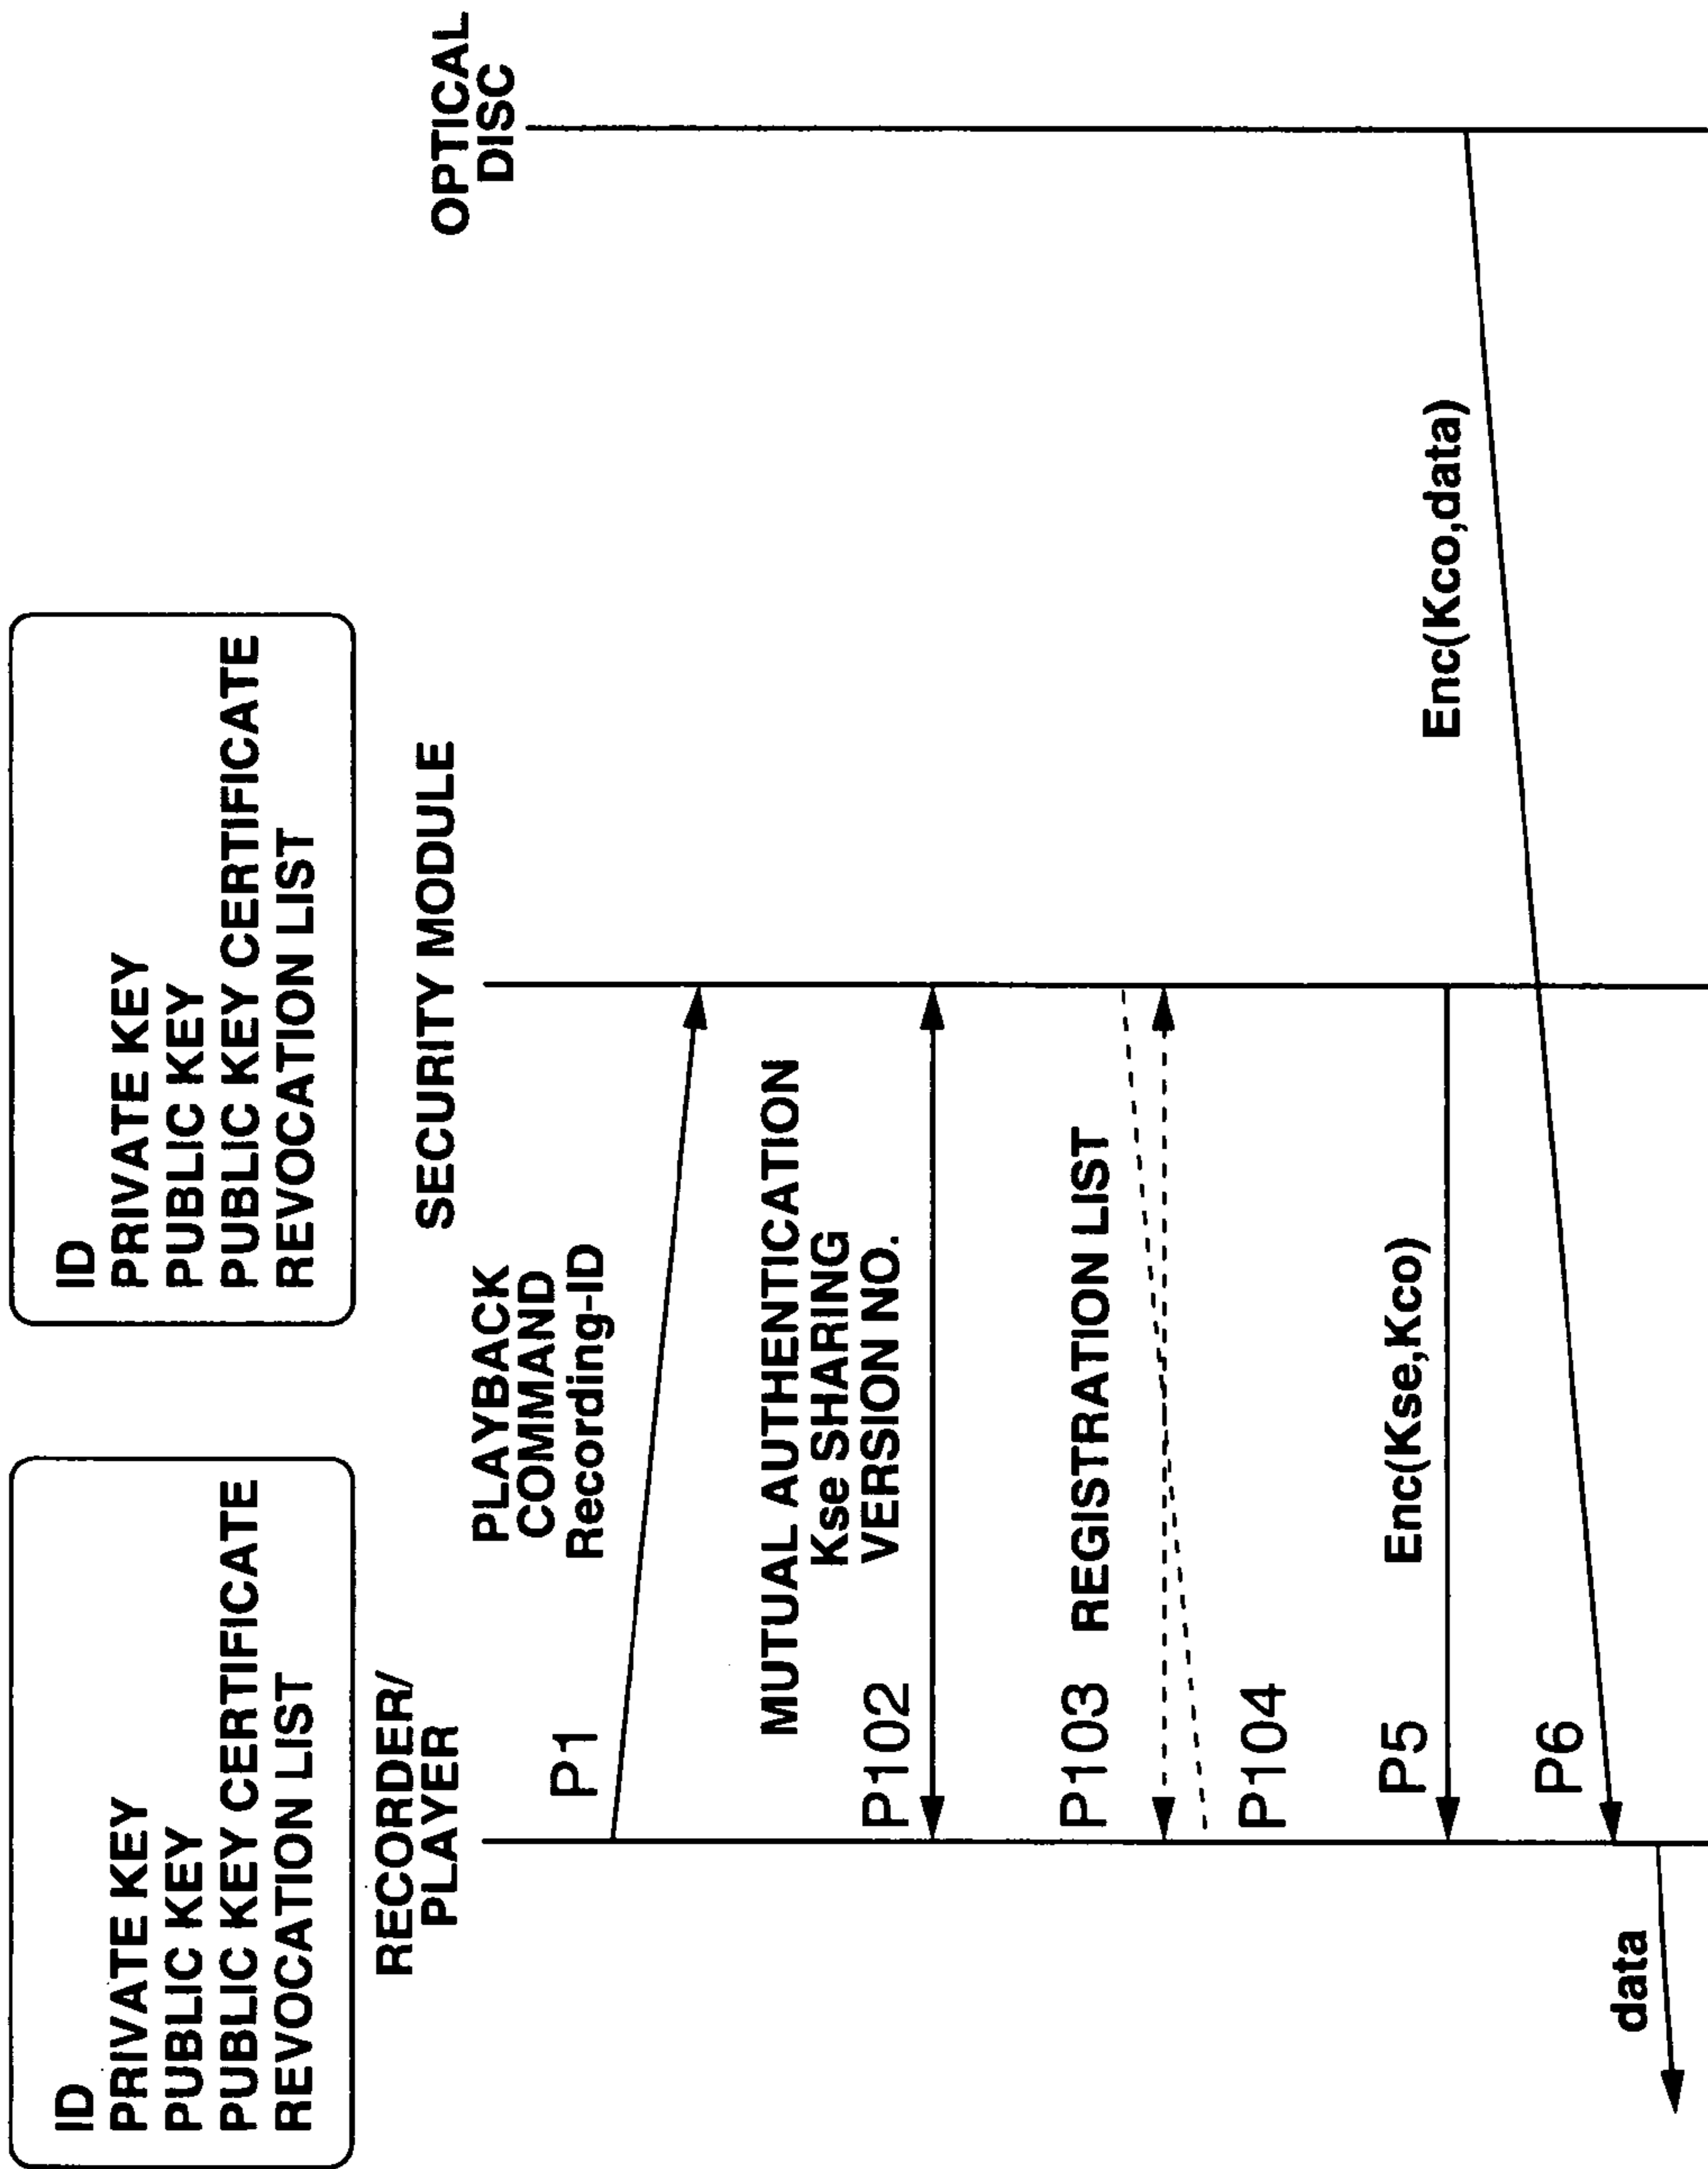 ID
PRIVATE KEY
PUBLIC KEY
PUBLIC KEY CERTIFICATE
REVOCATION LIST
ID
PRIVATE KEY
PUBLIC KEY
PUBLIC KEY CERTIFICATE
REVOCATION LIST
RECORDER/
PLAYER
SECURITY MODULE
OPTICAL
DISC
PLAYBACK
COMMAND
P1 Recording-ID
MUTUAL AUTHENTICATION
Kse SHARING
P102 VERSION NO.
P103 REGISTRATION LIST
P104
P5 Enc(Kse,Kco)
Enc(Kco,data)
P6
data